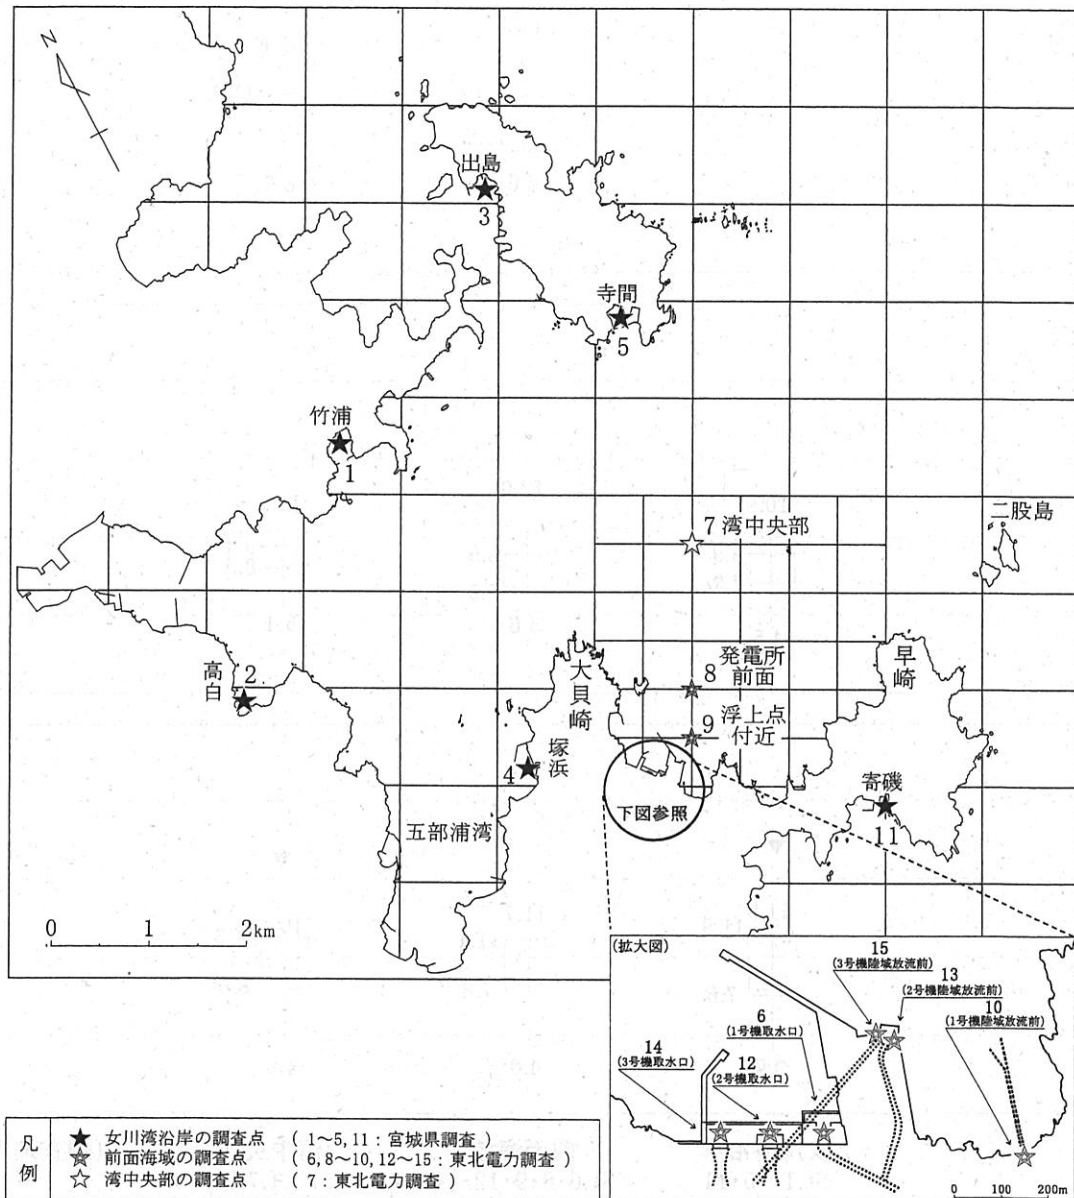 N
出島
3
寺間
5
竹浦
1
7 湾中央部
二股島
高白
2
大貝崎
8 発電所前面
早崎
9 浮上点付近
塚浜
4
下図参照
寄磯
11
五部浦湾
0 1 2km
(拡大図)
15
(3号機陸域放流前)
13
(2号機陸域放流前)
10
(1号機陸域放流前)
6
(1号機取水口)
14
(3号機取水口)
12
(2号機取水口)
0 100 200m
凡例
★ 女川湾沿岸の調査点 ( 1~5, 11 : 宮城県調査 )
★ 前面海域の調査点 ( 6, 8~10, 12~15 : 東北電力調査 )
☆ 湾中央部の調査点 ( 7 : 東北電力調査 )